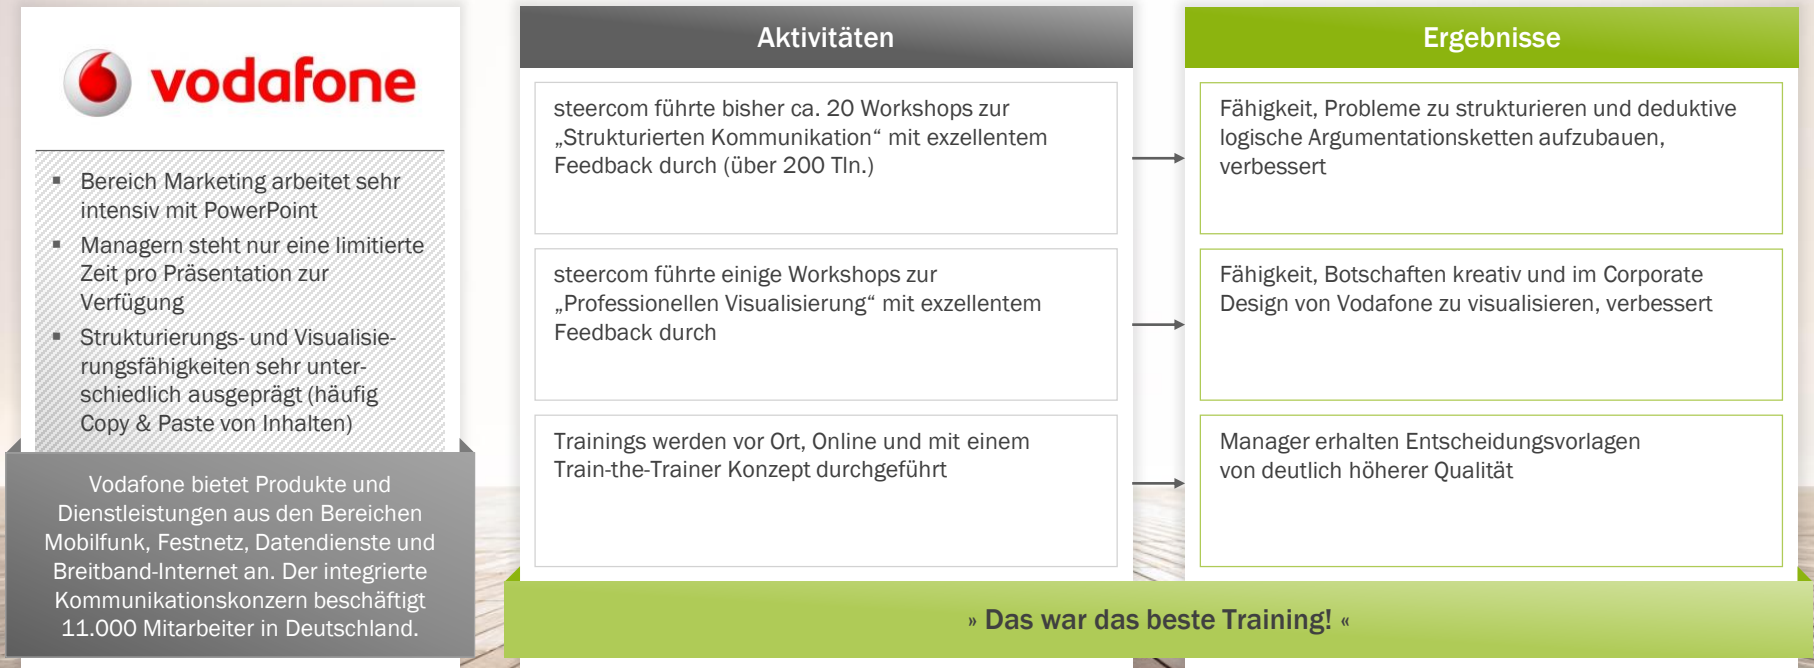 vodafone
▪ Bereich Marketing arbeitet sehr
intensiv mit PowerPoint
▪ Managern steht nur eine limitierte
Zeit pro Präsentation zur
Verfügung
▪ Strukturierungs- und Visualisie-
rungsfähigkeiten sehr unter-
schiedlich ausgeprägt (häufig
Copy & Paste von Inhalten)
Vodafone bietet Produkte und
Dienstleistungen aus den Bereichen
Mobilfunk, Festnetz, Datendienste und
Breitband-Internet an. Der integrierte
Kommunikationskonzern beschäftigt
11.000 Mitarbeiter in Deutschland.
Aktivitäten
steercom führte bisher ca. 20 Workshops zur
„Strukturierten Kommunikation“ mit exzellentem
Feedback durch (über 200 Tln.)
steercom führte einige Workshops zur
„Professionellen Visualisierung“ mit exzellentem
Feedback durch
Trainings werden vor Ort, Online und mit einem
Train-the-Trainer Konzept durchgeführt
Ergebnisse
Fähigkeit, Probleme zu strukturieren und deduktive
logische Argumentationsketten aufzubauen,
verbessert
Fähigkeit, Botschaften kreativ und im Corporate
Design von Vodafone zu visualisieren, verbessert
Manager erhalten Entscheidungsvorlagen
von deutlich höherer Qualität
» Das war das beste Training! «